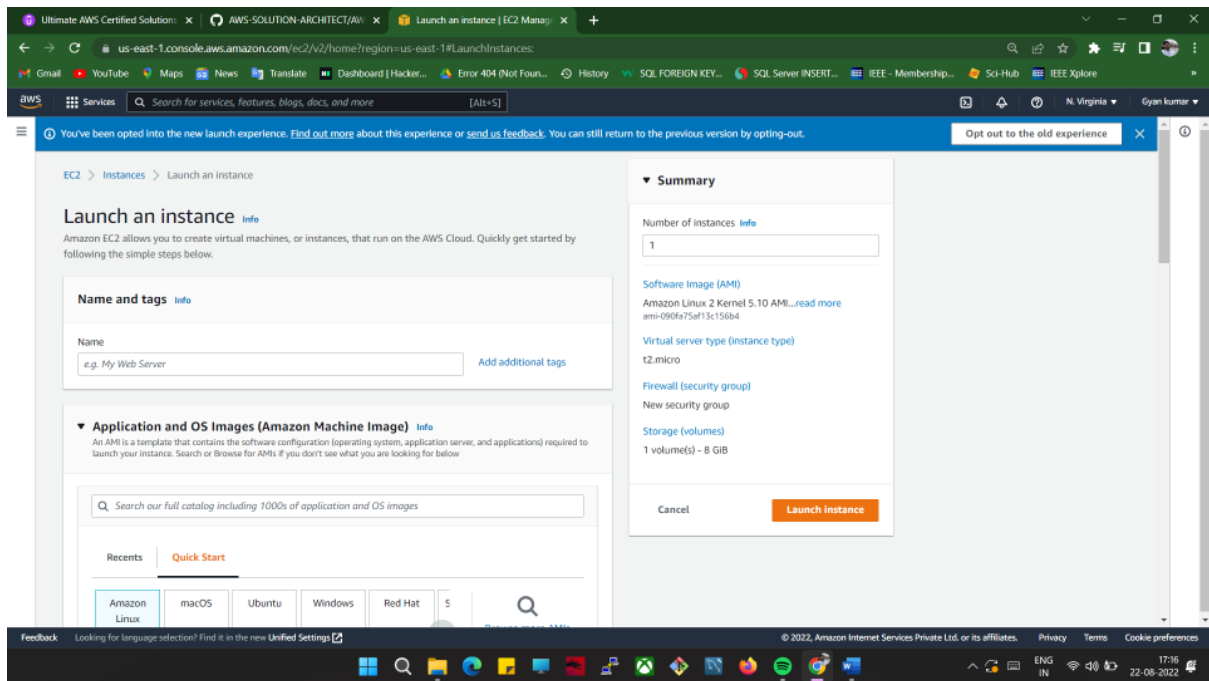 Ultimate AWS Certified Solutions
AWS-SOLUTION-ARCHITECT/AW
Launch an instance | EC2 Manag
us-east-1.console.aws.amazon.com/ec2/v2/home?region=us-east-1#LaunchInstances:
Gmail YouTube Maps News Translate Dashboard | Hacker... Error 404 (Not Foun... History SQL FOREIGN KEY... SQL Server INSERT... IEEE - Membership... Sci-Hub IEEE Xplore »
aws Services Search for services, features, blogs, docs, and more [Alt+S] N. Virginia Gyan kumar
You've been opted into the new launch experience. Find out more about this experience or send us feedback. You can still return to the previous version by opting-out. Opt out to the old experience
EC2 > Instances > Launch an instance
Launch an instance Info
Amazon EC2 allows you to create virtual machines, or instances, that run on the AWS Cloud. Quickly get started by
following the simple steps below.
Name and tags Info
Name
e.g. My Web Server
Add additional tags
Application and OS Images (Amazon Machine Image) Info
An AMI is a template that contains the software configuration (operating system, application server, and applications) required to
launch your instance. Search or Browse for AMIs if you don't see what you are looking for below
Search our full catalog including 1000s of application and OS images
Recents Quick Start
Amazon
Linux
macOS
Ubuntu
Windows
Red Hat
S
Browse more AMIs
Summary
Number of instances Info
1
Software Image (AMI)
Amazon Linux 2 Kernel 5.10 AMI...read more
ami-090fa75af13c156b4
Virtual server type (instance type)
t2.micro
Firewall (security group)
New security group
Storage (volumes)
1 volume(s) - 8 GiB
Cancel Launch instance
Feedback Looking for language selection? Find it in the new Unified Settings © 2022, Amazon Internet Services Private Ltd. or its affiliates. Privacy Terms Cookie preferences
ENG
IN
17:16
22-08-2022